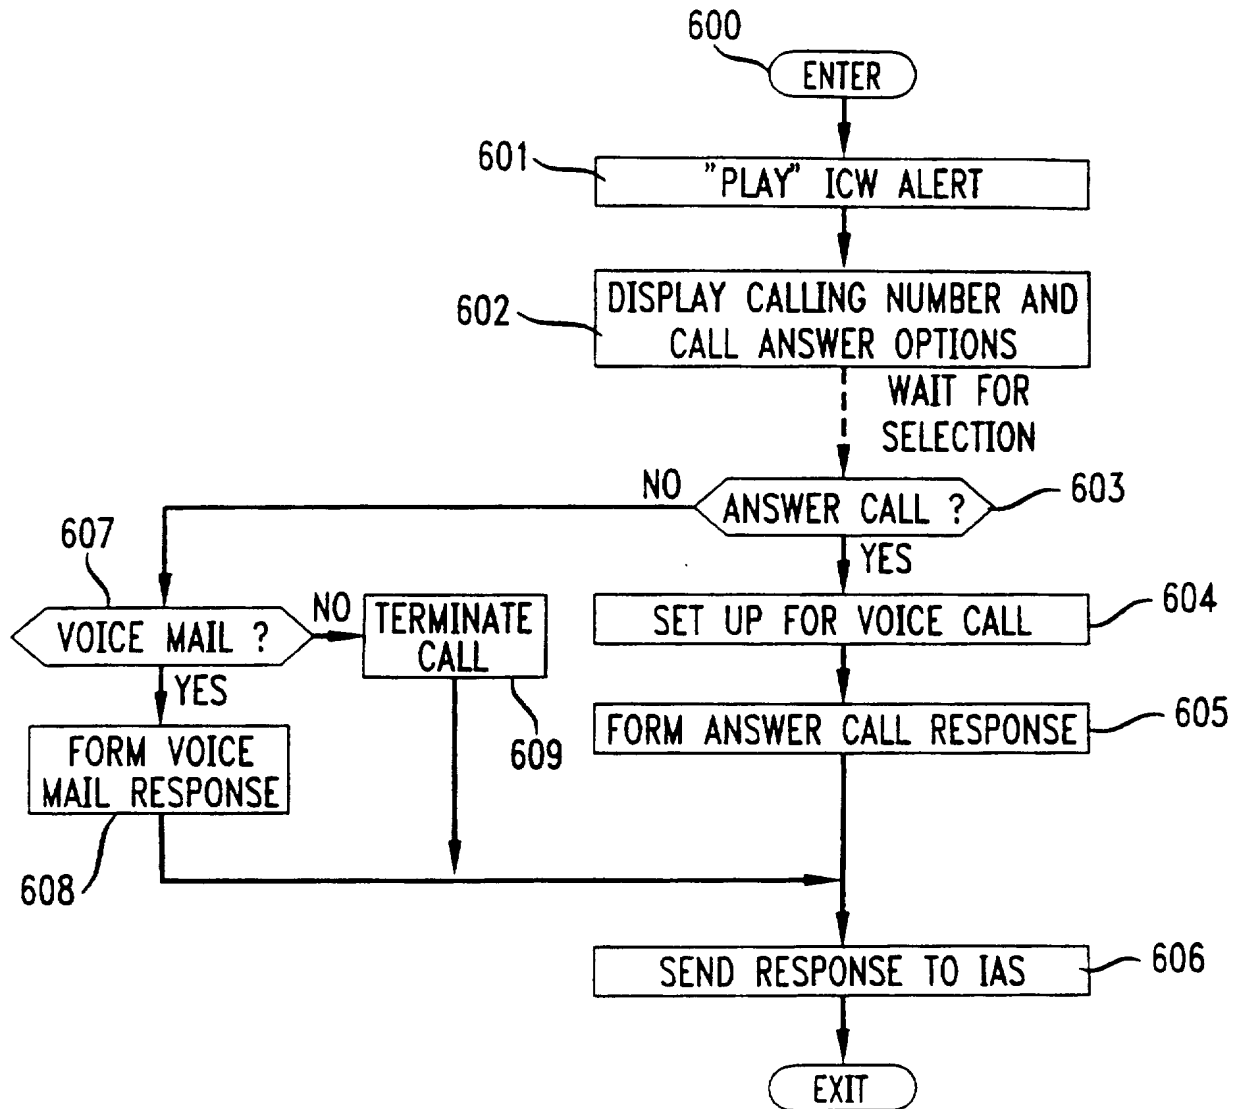 600
ENTER
601
"PLAY" ICW ALERT
602
DISPLAY CALLING NUMBER AND
CALL ANSWER OPTIONS
WAIT FOR
SELECTION
NO
ANSWER CALL ?
603
YES
607
VOICE MAIL ?
NO
TERMINATE
CALL
609
SET UP FOR VOICE CALL
604
YES
FORM VOICE
MAIL RESPONSE
608
FORM ANSWER CALL RESPONSE
605
SEND RESPONSE TO IAS
606
EXIT